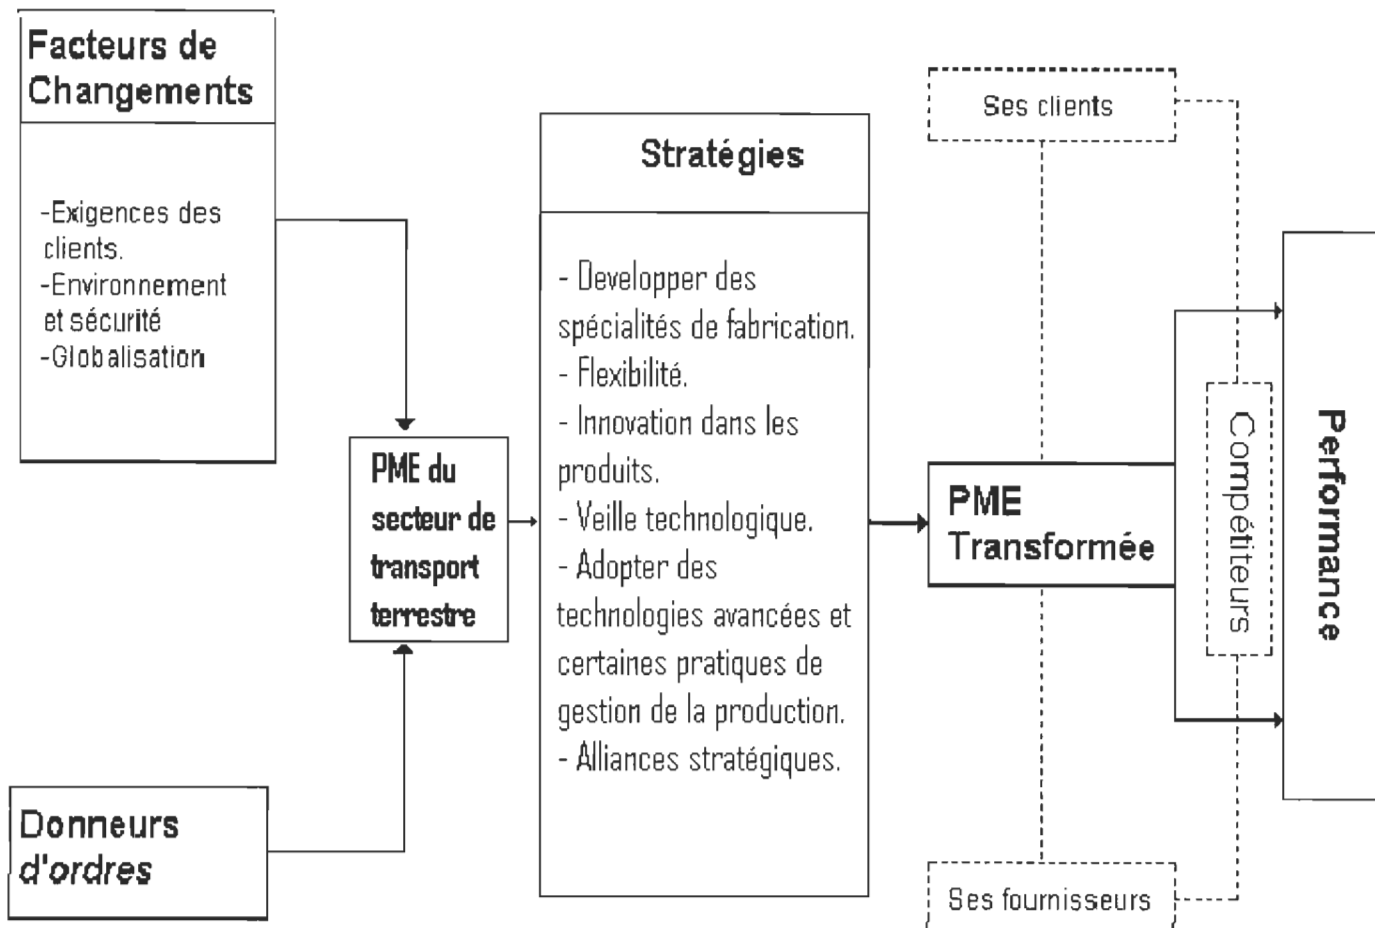 Facteurs de
Changements
-Exigences des
clients.
-Environnement
et sécurité
-Globalisation
Donneurs
d'ordres
PME du
secteur de
transport
terrestre
Stratégies
- Developper des
spécialités de fabrication.
- Flexibilité.
- Innovation dans les
produits.
- Veille technologique.
- Adopter des
technologies avancées et
certaines pratiques de
gestion de la production.
- Alliances stratégiques.
Ses clients
PME
Transformée
Ses fournisseurs
Compétiteurs
Performance